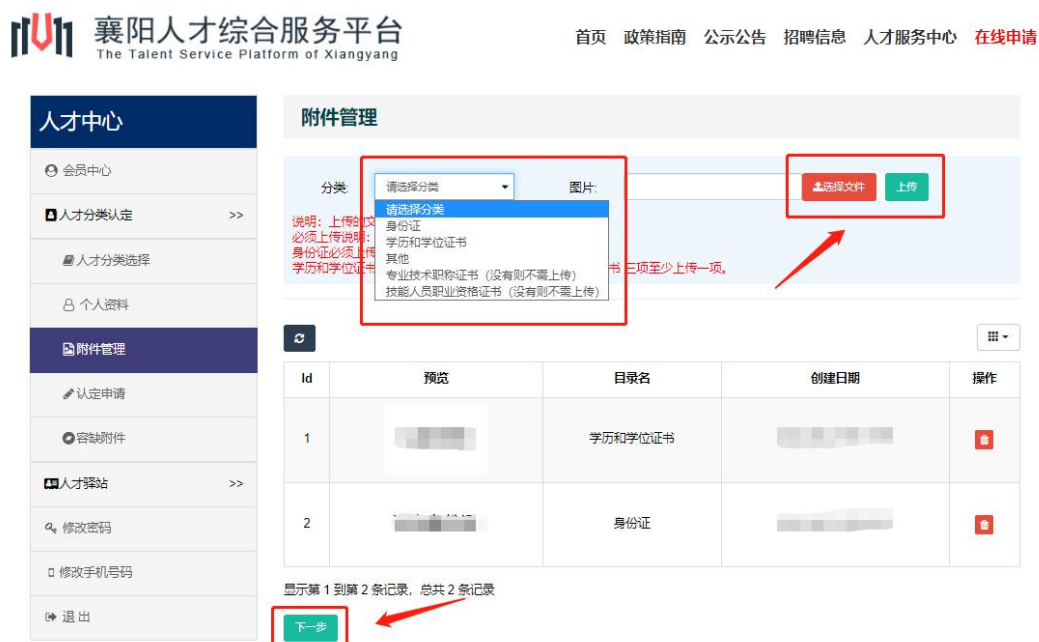 襄阳人才综合服务平台
The Talent Service Platform of Xiangyang
首页 政策指南 公示公告 招聘信息 人才服务中心 在线申请
人才中心
会员中心
人才分类认定 >>
人才分类选择
个人资料
附件管理
认定申请
容缺附件
人才驿站 >>
修改密码
修改手机号码
退出
附件管理
分类: 请选择分类 图片: 选择文件 上传
请选择分类
身份证
学历和学位证书
其他
专业技术职称证书（没有则不需上传）
技能人员职业资格证书（没有则不需上传）
说明：上传的文
必须上传说明：
身份证必须上传
学历和学位证书 书 三项至少上传一项。
Id 预览 目录名 创建日期 操作
1 学历和学位证书
2 身份证
显示第 1 到第 2 条记录，总共 2 条记录
下一步